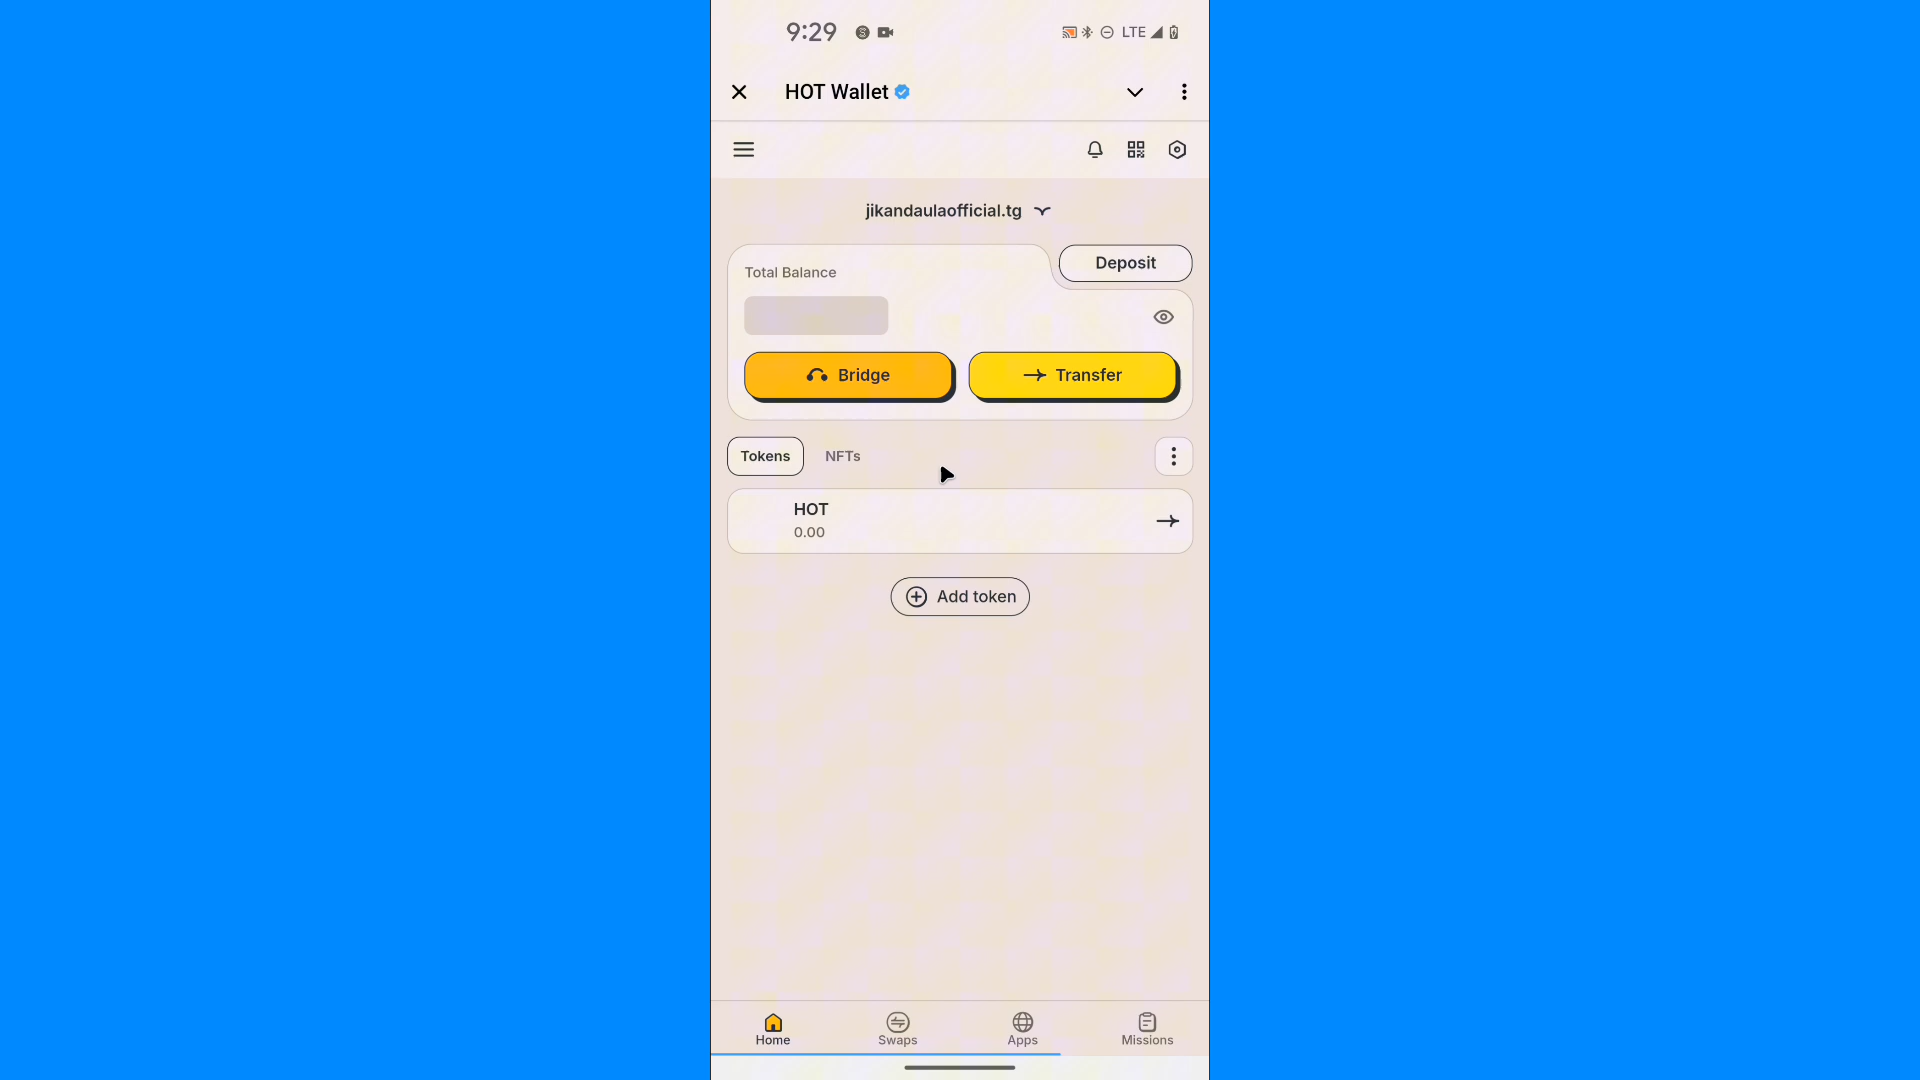 9:29
LTE
HOT Wallet
jikandaulaofficial.tg
Deposit
Total Balance
Bridge
Transfer
Tokens
NFTs
HOT
0.00
Add token
Home
Swaps
Apps
Missions